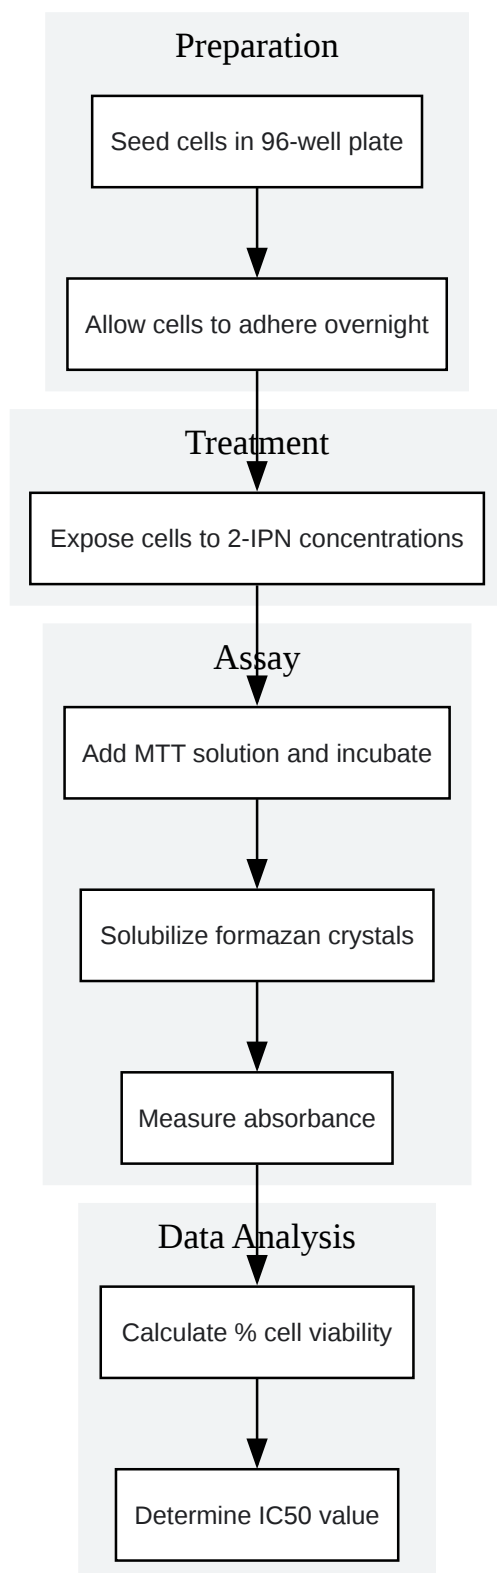 Preparation
Seed cells in 96-well plate
Allow cells to adhere overnight
Treatment
Expose cells to 2-IPN concentrations
Assay
Add MTT solution and incubate
Solubilize formazan crystals
Measure absorbance
Data Analysis
Calculate % cell viability
Determine IC50 value